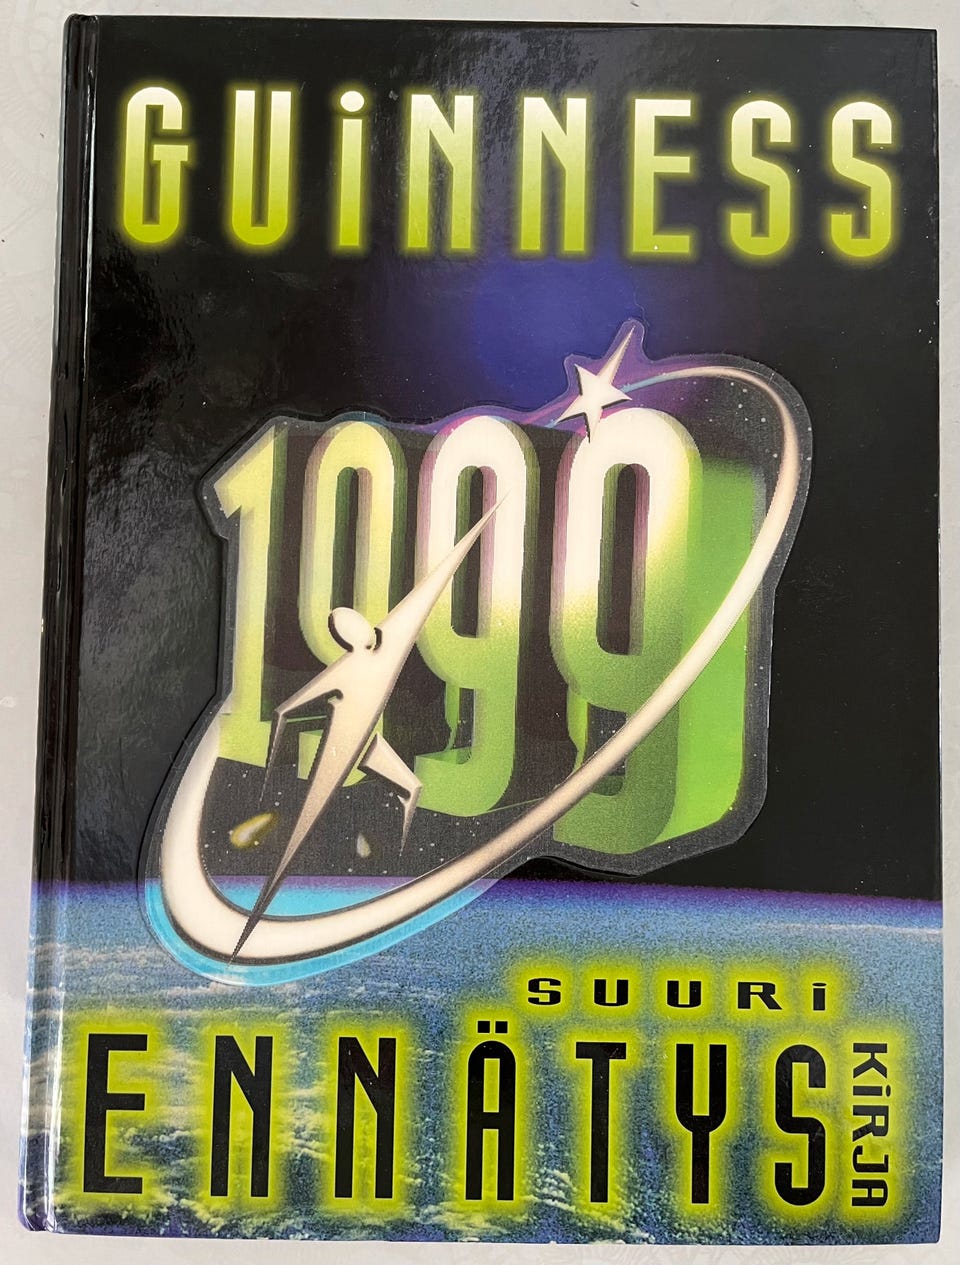 GUiNNESS
1999
SUURi
ENNÄTYS
KiRJA